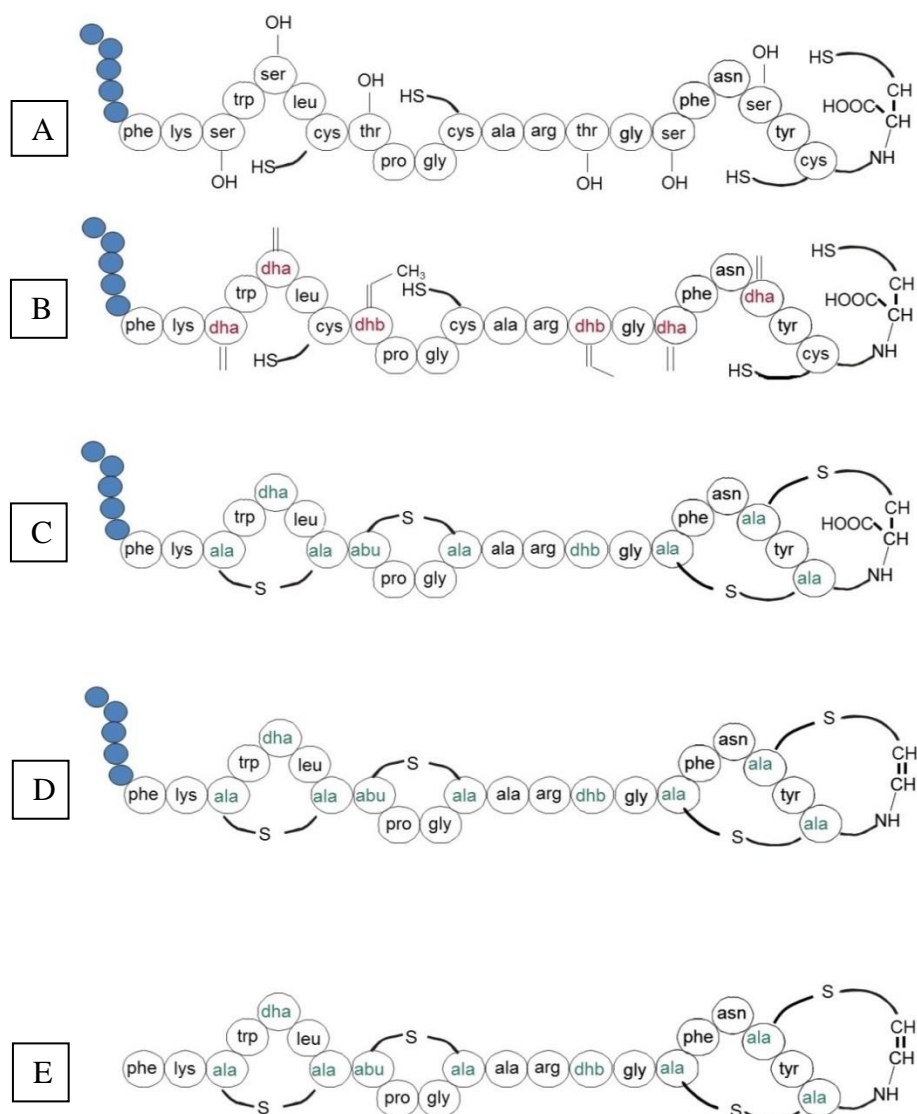 OH
OH HS
ser OH asn CH
trp leu HS phe ser HOOC CH
A phe lys ser cys thr cys ala arg thr gly ser tyr
HS pro gly cys NH
OH OH OH HS
HS
dha CH3 asn CH
trp leu HS phe dha HOOC CH
B phe lys dha cys dhb cys ala arg dhb gly dha tyr
HS pro gly cys NH
HS
S
dha asn CH
trp leu S phe ala HOOC CH
C phe lys ala ala abu ala ala arg dhb gly ala tyr
pro gly ala NH
S S
S
dha asn CH
trp leu S phe ala CH
D phe lys ala ala abu ala ala arg dhb gly ala tyr
pro gly ala NH
S S
S
dha asn CH
trp leu S phe ala CH
E phe lys ala ala abu ala ala arg dhb gly ala tyr
pro gly ala NH
S S